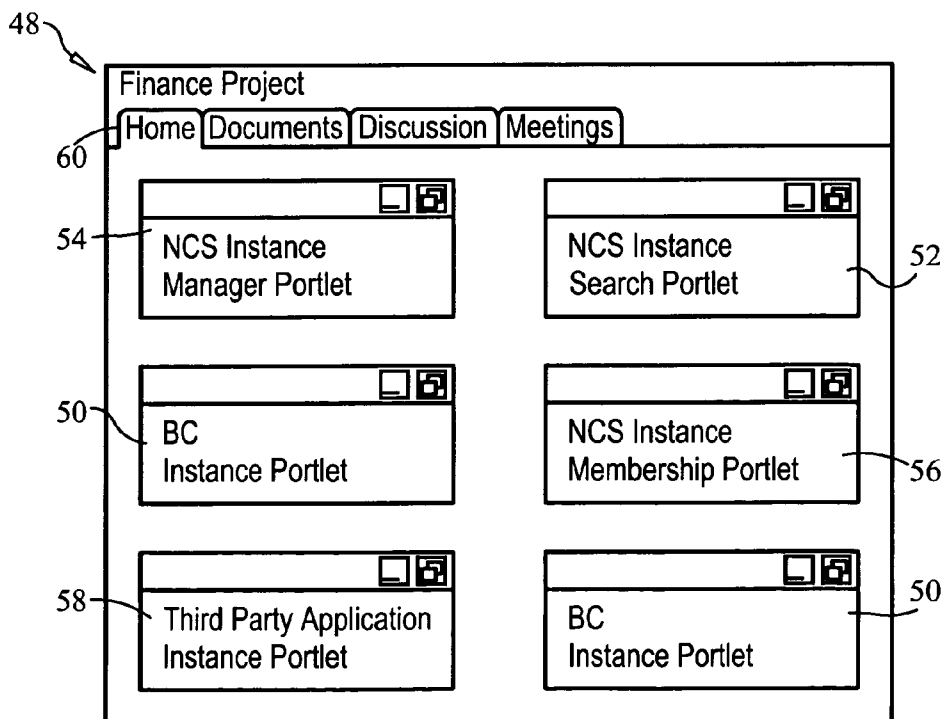 48
Finance Project
Home Documents Discussion Meetings
60
54
NCS Instance
Manager Portlet
NCS Instance
Search Portlet
52
50
BC
Instance Portlet
NCS Instance
Membership Portlet
56
58
Third Party Application
Instance Portlet
BC
Instance Portlet
50